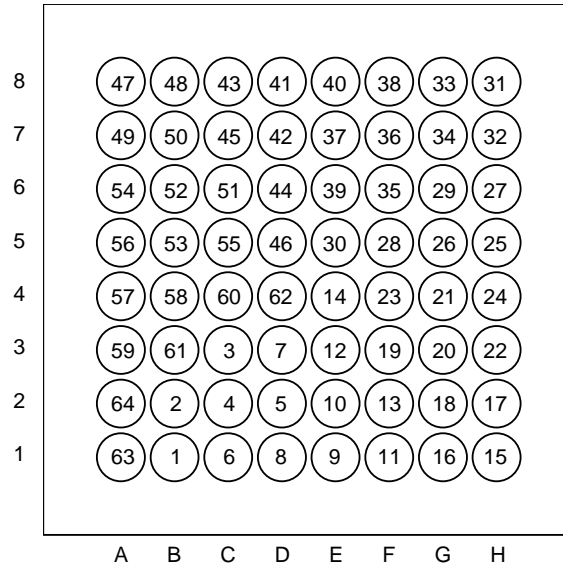 8 47 48 43 41 40 38 33 31
7 49 50 45 42 37 36 34 32
6 54 52 51 44 39 35 29 27
5 56 53 55 46 30 28 26 25
4 57 58 60 62 14 23 21 24
3 59 61 3 7 12 19 20 22
2 64 2 4 5 10 13 18 17
1 63 1 6 8 9 11 16 15
A B C D E F G H